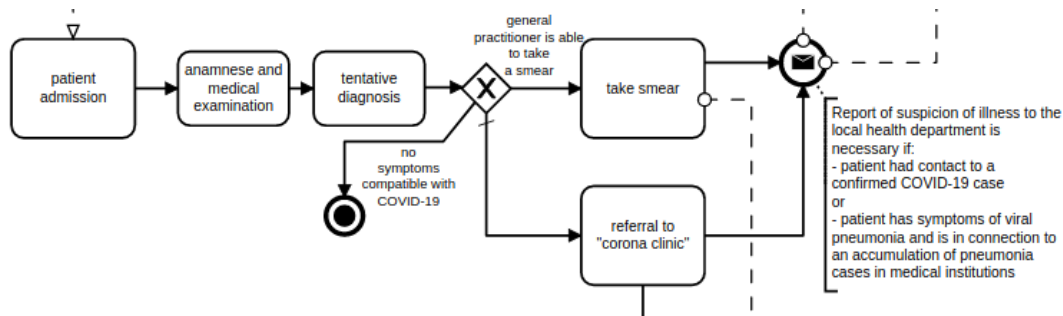 patient
admission
anamnese and
medical
examination
tentative
diagnosis
general
practitioner is able
to take
a smear
X
take smear
no
symptoms
compatible with
COVID-19
referral to
"corona clinic"
Report of suspicion of illness to the
local health department is
necessary if:
- patient had contact to a
confirmed COVID-19 case
or
- patient has symptoms of viral
pneumonia and is in connection to
an accumulation of pneumonia
cases in medical institutions